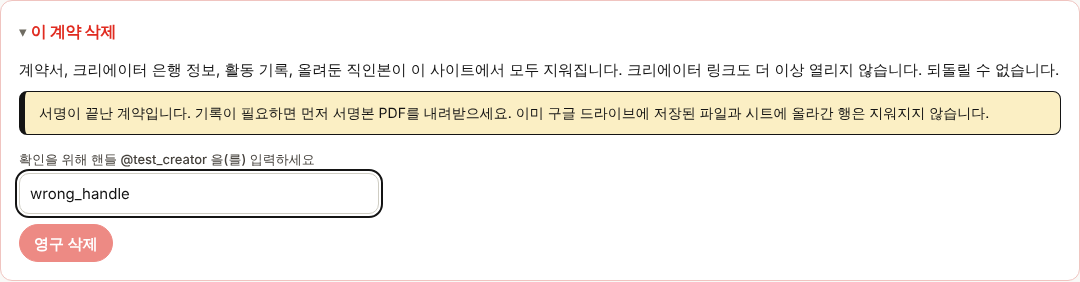 ▾ 이 계약 삭제
계약서, 크리에이터 은행 정보, 활동 기록, 올려둔 직인본이 이 사이트에서 모두 지워집니다. 크리에이터 링크도 더 이상 열리지 않습니다. 되돌릴 수 없습니다.
서명이 끝난 계약입니다. 기록이 필요하면 먼저 서명본 PDF를 내려받으세요. 이미 구글 드라이브에 저장된 파일과 시트에 올라간 행은 지워지지 않습니다.
확인을 위해 핸들 @test_creator 을(를) 입력하세요
wrong_handle
영구 삭제